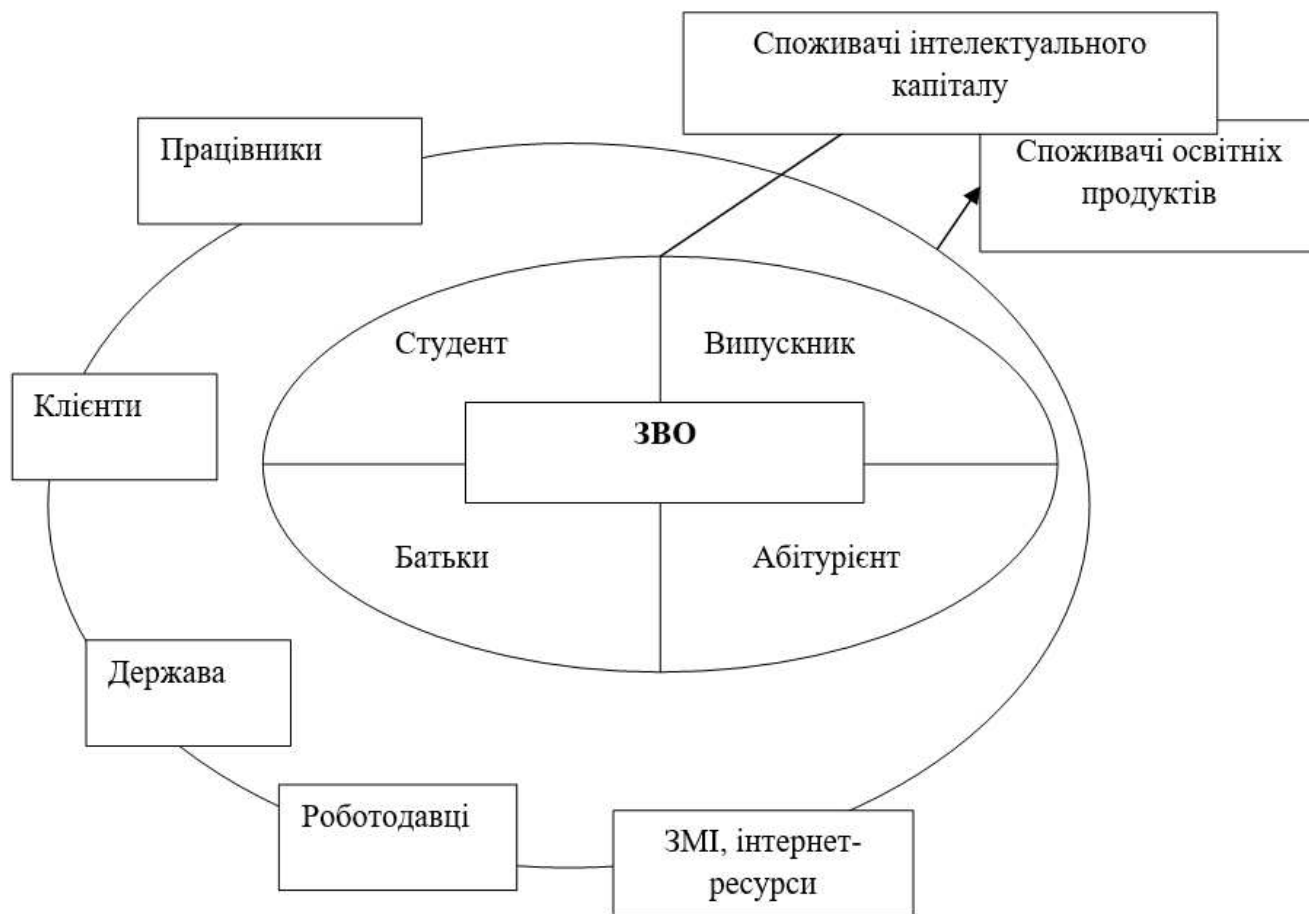 Споживачі інтелектуального
капіталу
Працівники
Споживачі освітніх
продуктів
Студент
Випускник
Клієнти
ЗВО
Батьки
Абітурієнт
Держава
Роботодавці
ЗМІ, інтернет-
ресурси